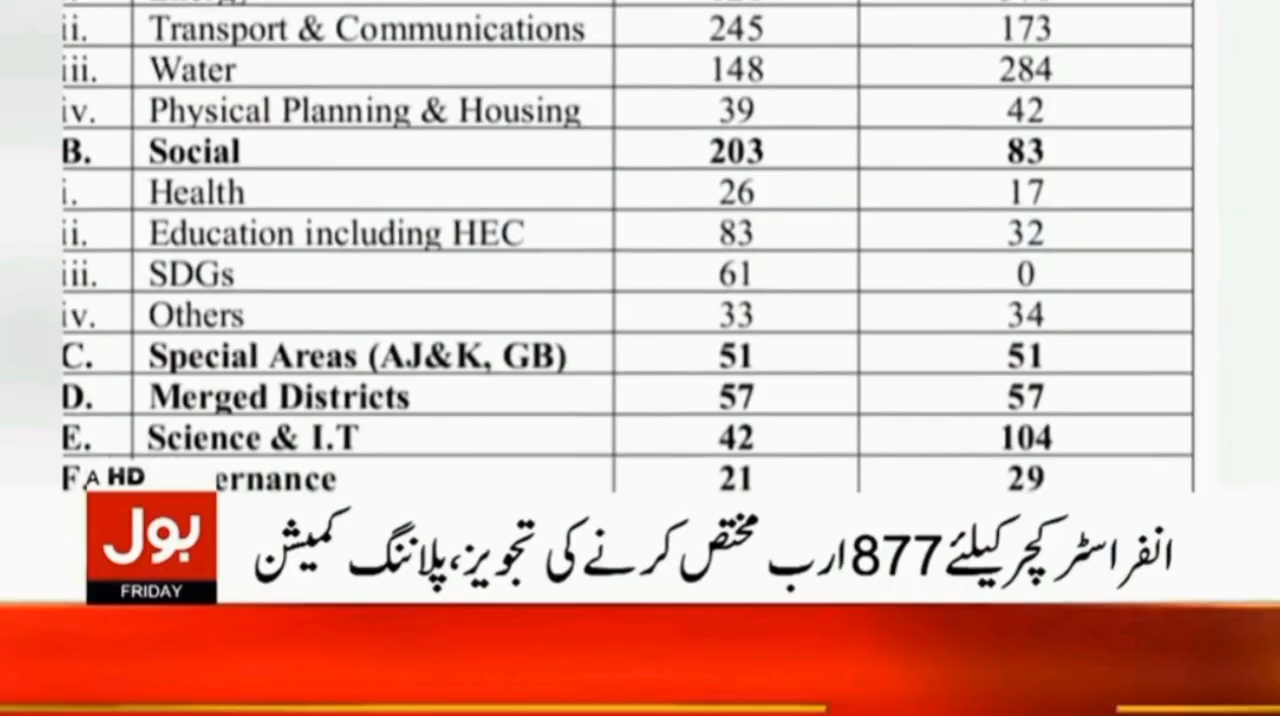 ii. Transport & Communications 245 173
iii. Water 148 284
iv. Physical Planning & Housing 39 42
B. Social 203 83
i. Health 26 17
ii. Education including HEC 83 32
iii. SDGs 61 0
iv. Others 33 34
C. Special Areas (AJ&K, GB) 51 51
D. Merged Districts 57 57
E. Science & I.T 42 104
F. ernance 21 29
A HD
بول
FRIDAY
انفراسٹرکچر کیلئے 877 ارب مختص کرنے کی تجویز، پلاننگ کمیشن